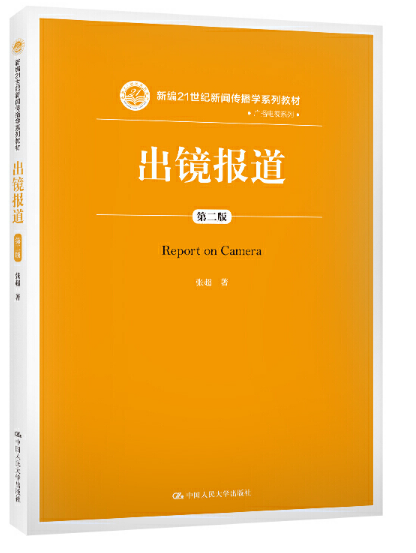 新编21世纪新闻传播学系列教材
·广播电视系列·
出镜报道
第二版
Report on Camera
张超 著
中国人民大学出版社
新编21世纪新闻传播学系列教材
出镜报道
第二版
张超 著
中国人民大学出版社